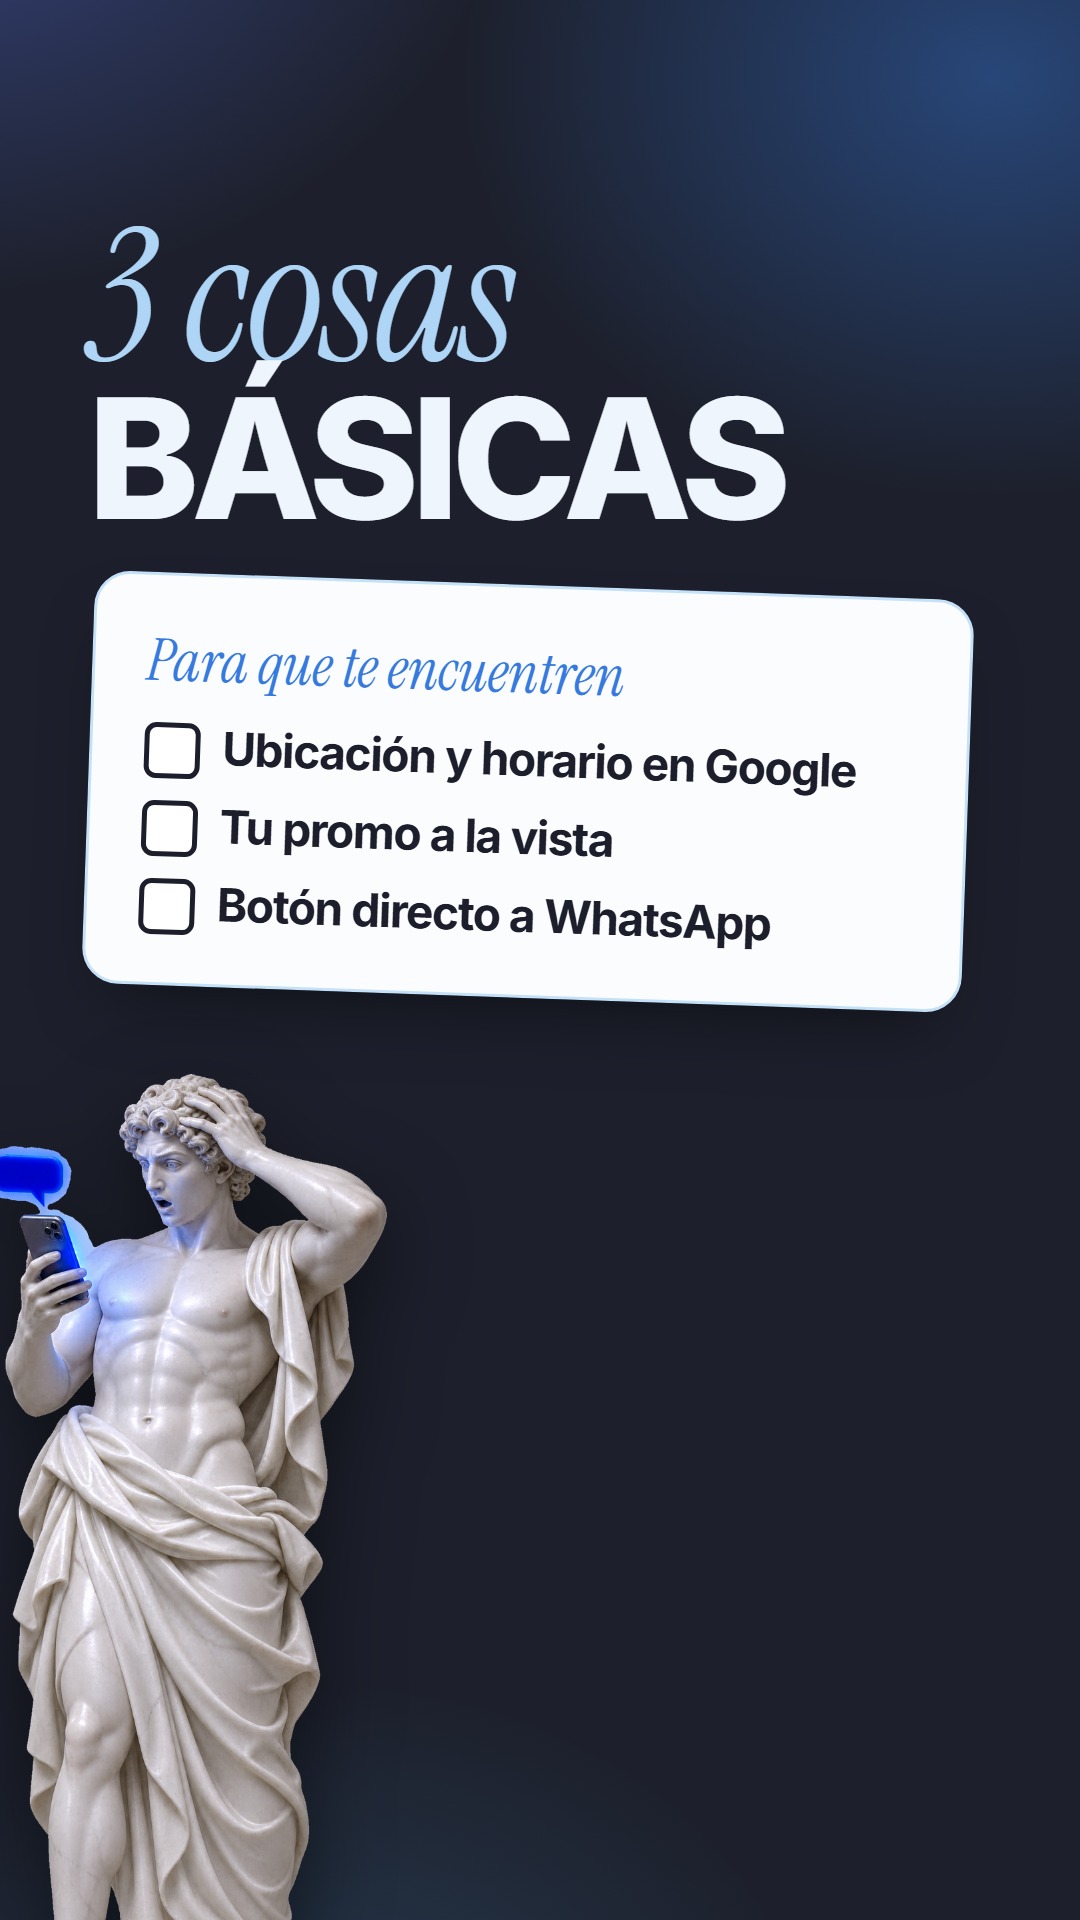 3 cosas
BÁSICAS
Para que te encuentren
Ubicación y horario en Google
Tu promo a la vista
Botón directo a WhatsApp